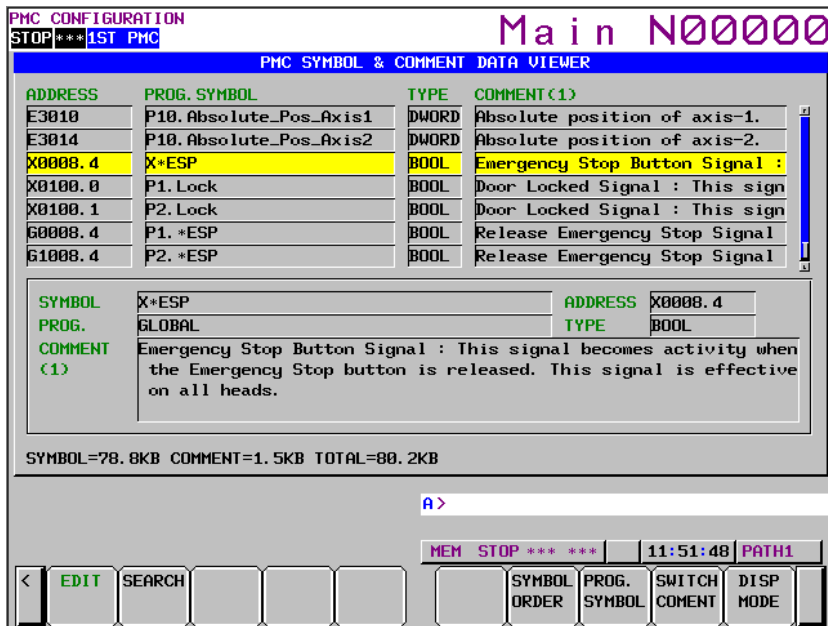 PMC CONFIGURATION
STOP***1ST PMC
Main N00000
PMC SYMBOL & COMMENT DATA VIEWER
ADDRESS PROG.SYMBOL TYPE COMMENT(1)
E3010 P10.Absolute_Pos_Axis1 DWORD Absolute position of axis-1.
E3014 P10.Absolute_Pos_Axis2 DWORD Absolute position of axis-2.
X0008.4 X*ESP BOOL Emergency Stop Button Signal :
X0100.0 P1.Lock BOOL Door Locked Signal : This sign
X0100.1 P2.Lock BOOL Door Locked Signal : This sign
G0008.4 P1.*ESP BOOL Release Emergency Stop Signal
G1008.4 P2.*ESP BOOL Release Emergency Stop Signal
SYMBOL X*ESP ADDRESS X0008.4
PROG. GLOBAL TYPE BOOL
COMMENT Emergency Stop Button Signal : This signal becomes activity when
(1) the Emergency Stop button is released. This signal is effective
on all heads.
SYMBOL=78.8KB COMMENT=1.5KB TOTAL=80.2KB
A>
MEM STOP *** *** 11:51:48 PATH1
< EDIT SEARCH SYMBOL ORDER PROG. SYMBOL SWITCH COMENT DISP MODE